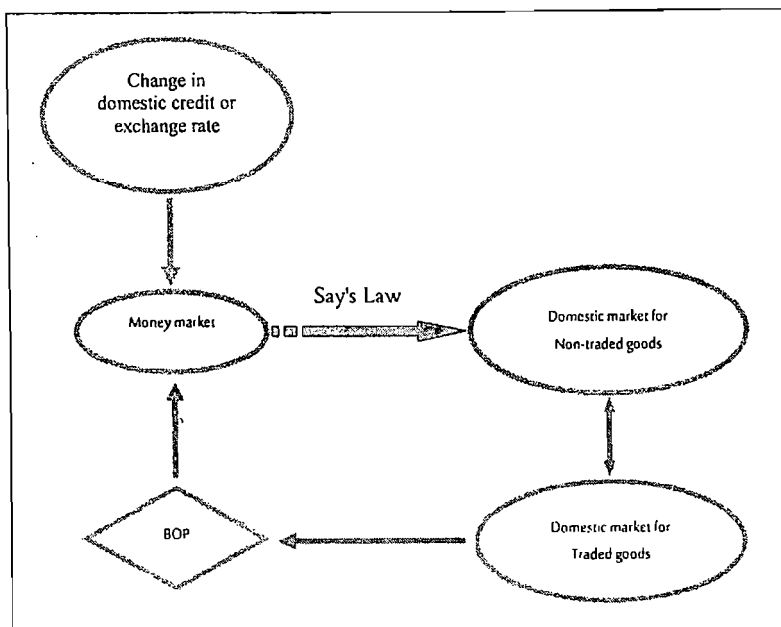 Change in
domestic credit or
exchange rate
Say's Law
Money market
Domestic market for
Non-traded goods
BOP
Domestic market for
Traded goods